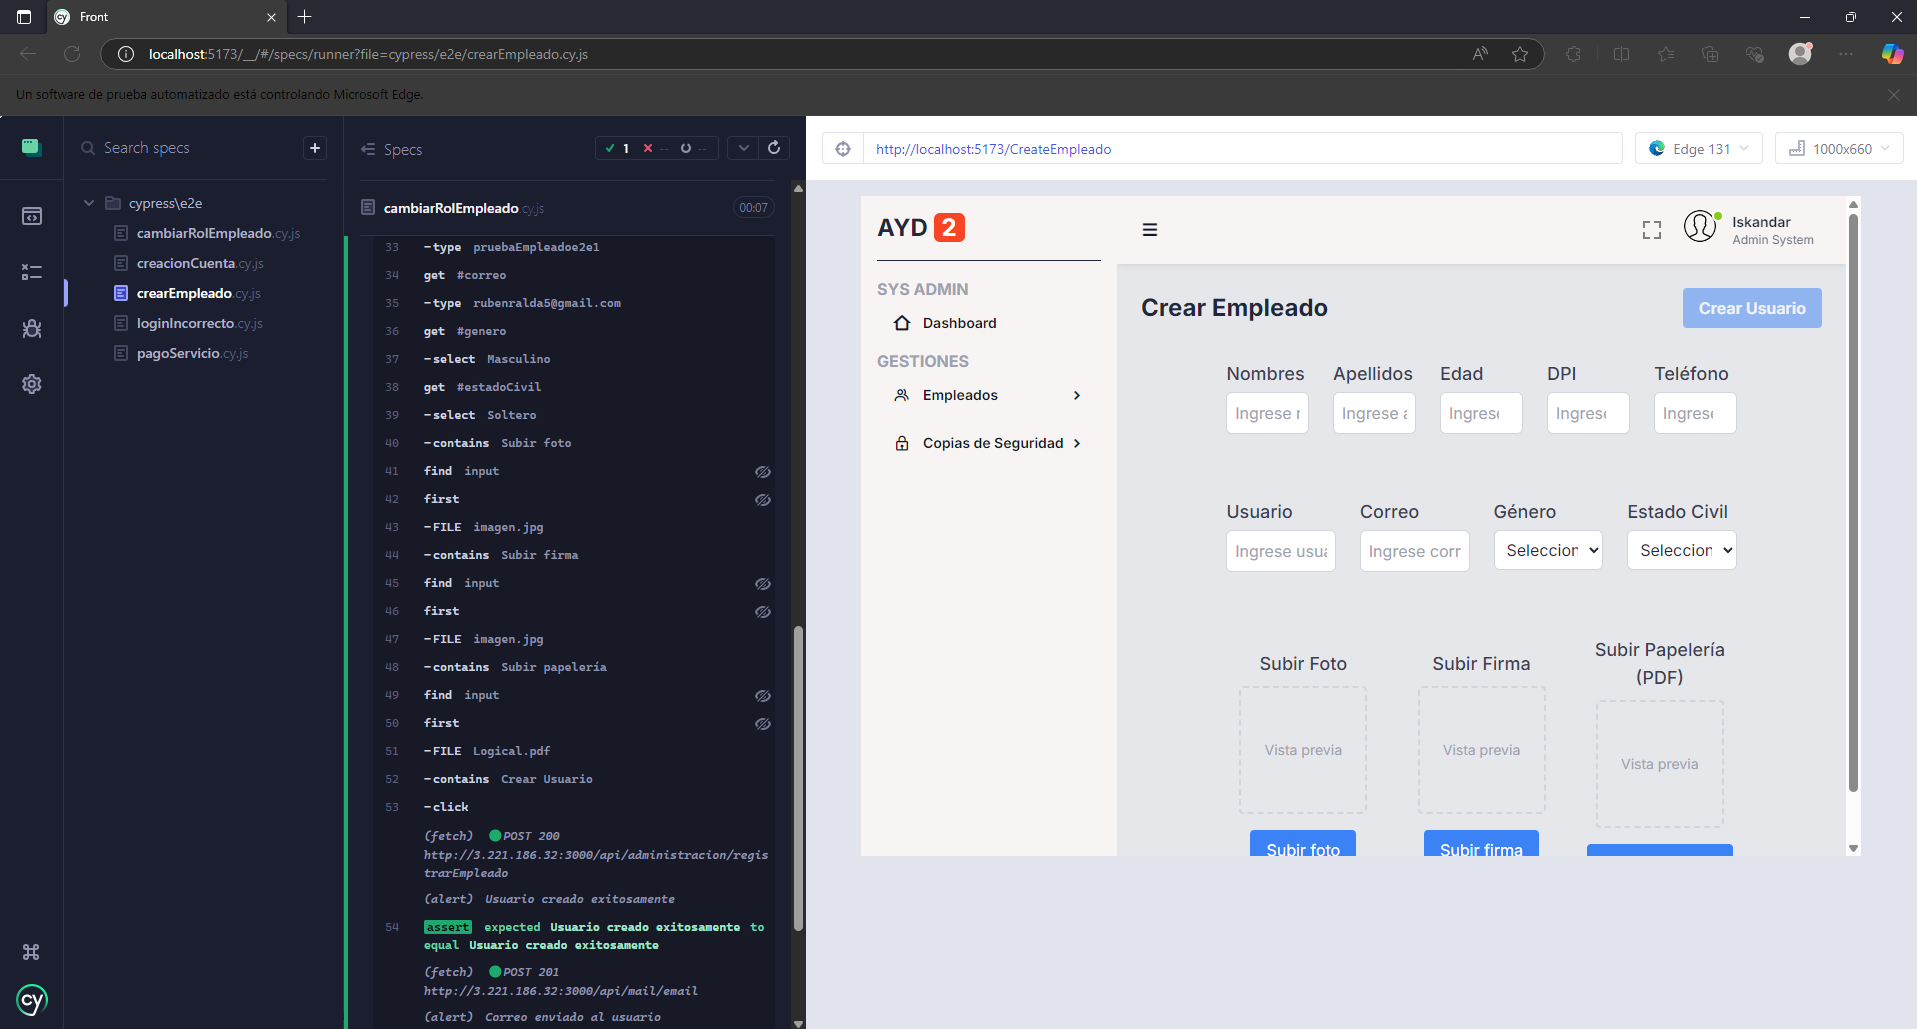 Front
localhost:5173/__/#/specs/runner?file=cypress/e2e/crearEmpleado.cy.js
Un software de prueba automatizado está controlando Microsoft Edge.
Search specs
+
cypress\e2e
cambiarRolEmpleado.cy.js
creacionCuenta.cy.js
crearEmpleado.cy.js
loginIncorrecto.cy.js
pagoServicio.cy.js
cy
Specs
1 -- --
cambiarRolEmpleado.cy.js 00:07
33 -type pruebaEmpleadoe2e1
34 get #correo
35 -type rubenralda5@gmail.com
36 get #genero
37 -select Masculino
38 get #estadoCivil
39 -select Soltero
40 -contains Subir foto
41 find input
42 first
43 -FILE imagen.jpg
44 -contains Subir firma
45 find input
46 first
47 -FILE imagen.jpg
48 -contains Subir papelería
49 find input
50 first
51 -FILE Logical.pdf
52 -contains Crear Usuario
53 -click
(fetch) POST 200
http://3.221.186.32:3000/api/administracion/regis
trarEmpleado
(alert) Usuario creado exitosamente
54 assert expected Usuario creado exitosamente to
equal Usuario creado exitosamente
(fetch) POST 201
http://3.221.186.32:3000/api/mail/email
(alert) Correo enviado al usuario
http://localhost:5173/CreateEmpleado
Edge 131
1000x660
AYD 2
SYS ADMIN
Dashboard
GESTIONES
Empleados
Copias de Seguridad
Iskandar
Admin System
Crear Empleado
Crear Usuario
Nombres Apellidos Edad DPI Teléfono
Ingrese r Ingrese a Ingrese Ingrese Ingrese
Usuario Correo Género Estado Civil
Ingrese usua Ingrese corr Seleccion Seleccion
Subir Foto Subir Firma Subir Papelería
(PDF)
Vista previa Vista previa Vista previa
Subir foto Subir firma